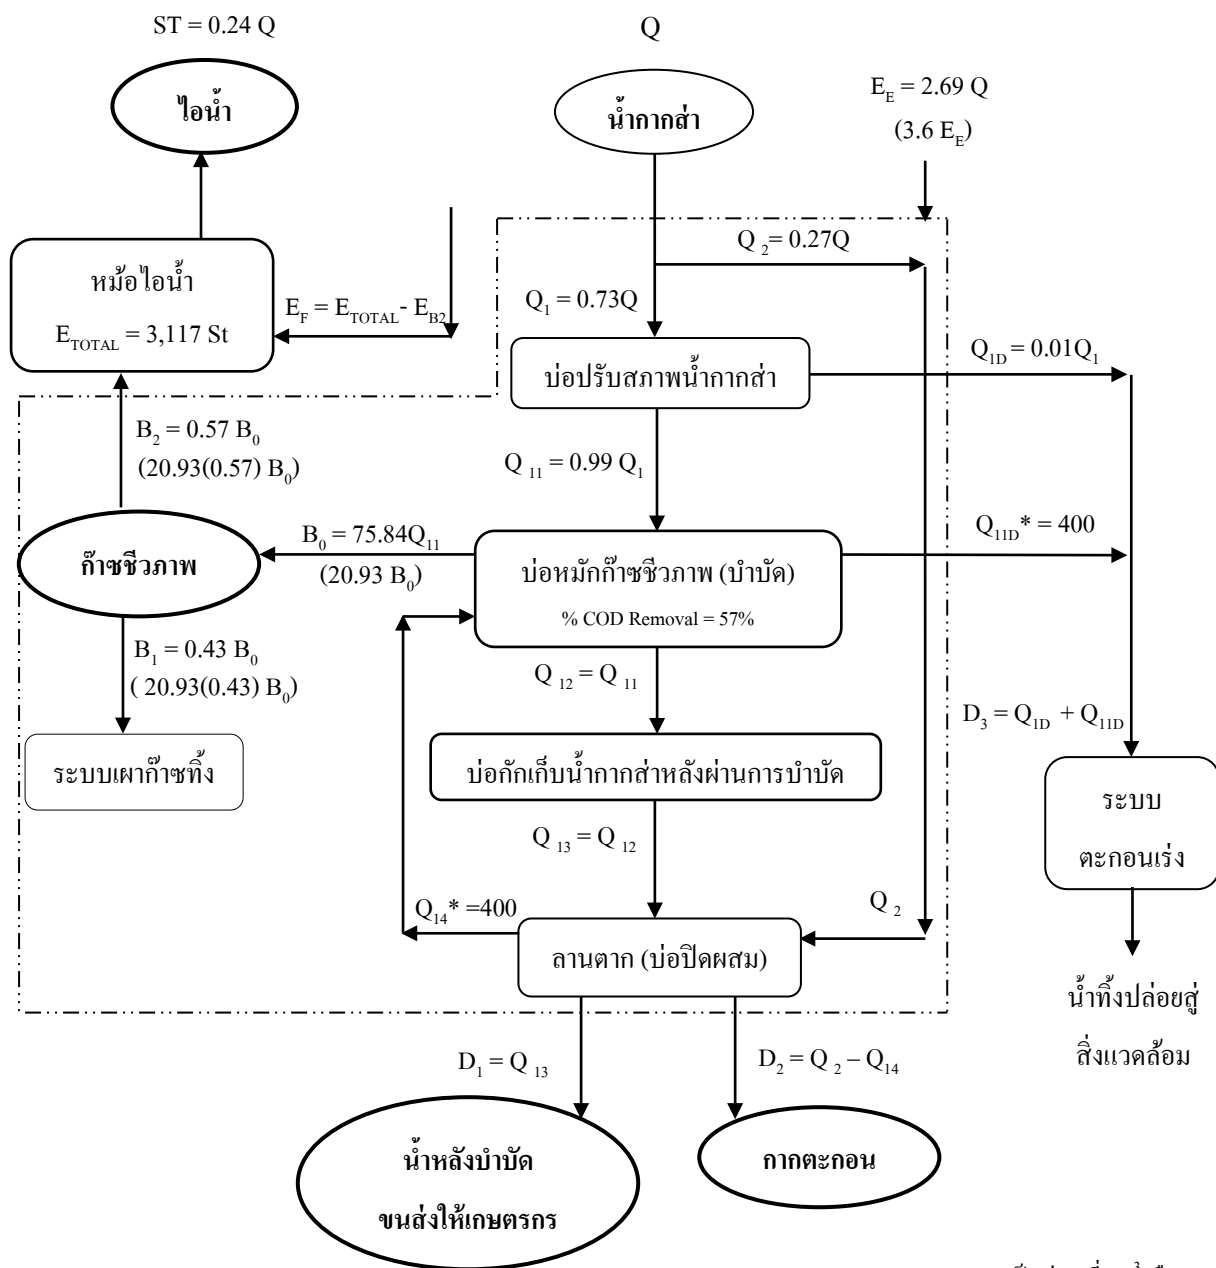 ST = 0.24 Q
Q
ไอน้ำ
น้ำกากส่า
E_E = 2.69 Q
(3.6 E_E)
Q_2 = 0.27Q
หม้อไอน้ำ
E_TOTAL = 3,117 St
E_F = E_TOTAL - E_B2
Q_1 = 0.73Q
บ่อปรับสภาพน้ำกากส่า
Q_1D = 0.01Q_1
B_2 = 0.57 B_0
(20.93(0.57) B_0)
Q_11 = 0.99 Q_1
ก๊าซชีวภาพ
B_0 = 75.84Q_11
(20.93 B_0)
บ่อหมักก๊าซชีวภาพ (บำบัด)
% COD Removal = 57%
Q_11D* = 400
B_1 = 0.43 B_0
( 20.93(0.43) B_0)
Q_12 = Q_11
D_3 = Q_1D + Q_11D
ระบบเผาก๊าซทิ้ง
บ่อกักเก็บน้ำกากส่าหลังผ่านการบำบัด
ระบบ
ตะกอนเร่ง
Q_13 = Q_12
Q_14* =400
Q_2
ลานตาก (บ่อปิดผสม)
น้ำทิ้งปล่อยสู่
สิ่งแวดล้อม
D_1 = Q_13
D_2 = Q_2 – Q_14
น้ำหลังบำบัด
ขนส่งให้เกษตรกร
กากตะกอน